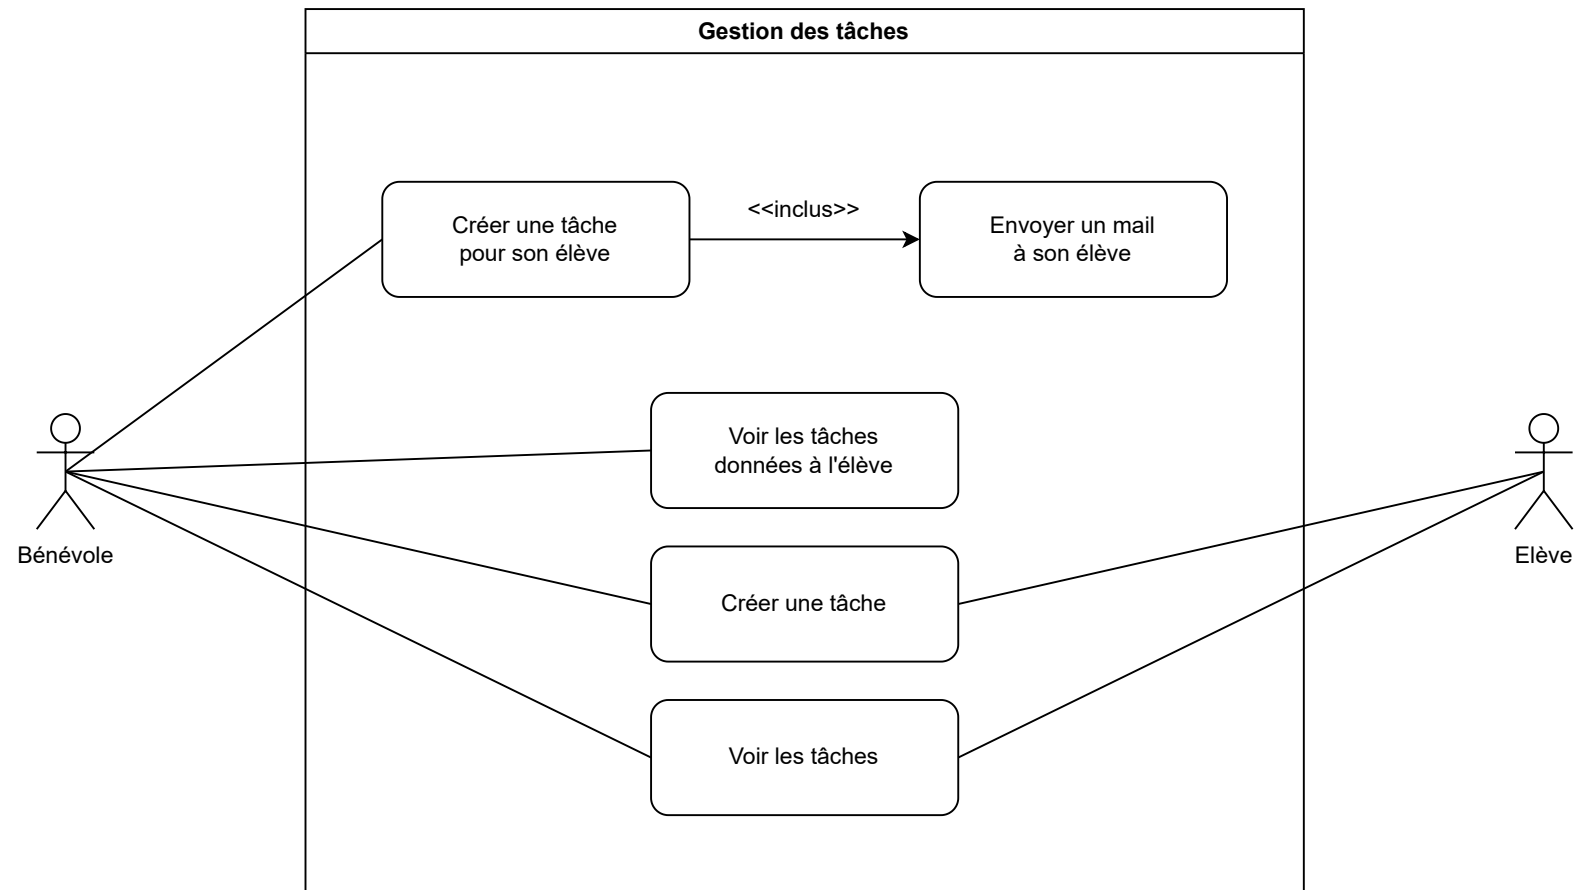 Gestion des tâches
Créer une tâche
pour son élève
<<inclus>>
Envoyer un mail
à son élève
Voir les tâches
données à l'élève
Bénévole
Elève
Créer une tâche
Voir les tâches